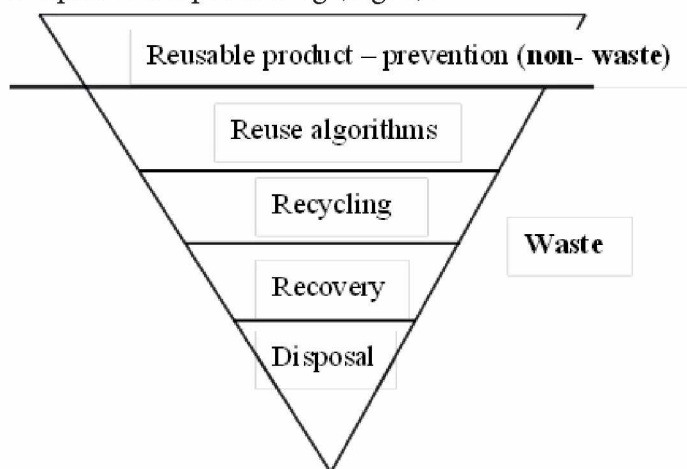 Reusable product – prevention (non- waste)
Reuse algorithms
Recycling
Waste
Recovery
Disposal